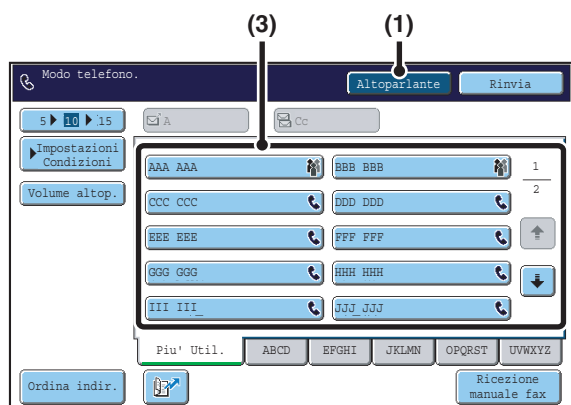 (3) (1)
Modo telefono.
Altoparlante Rinvia
5 10 15
A Cc
Impostazioni
Condizioni
Volume altop.
AAA AAA BBB BBB
CCC CCC DDD DDD
EEE EEE FFF FFF
GGG GGG HHH HHH
III III JJJ JJJ
1
2
Piu' Util. ABCD EFGHI JKLMN OPQRST UVWXYZ
Ordina indir.
Ricezione
manuale fax